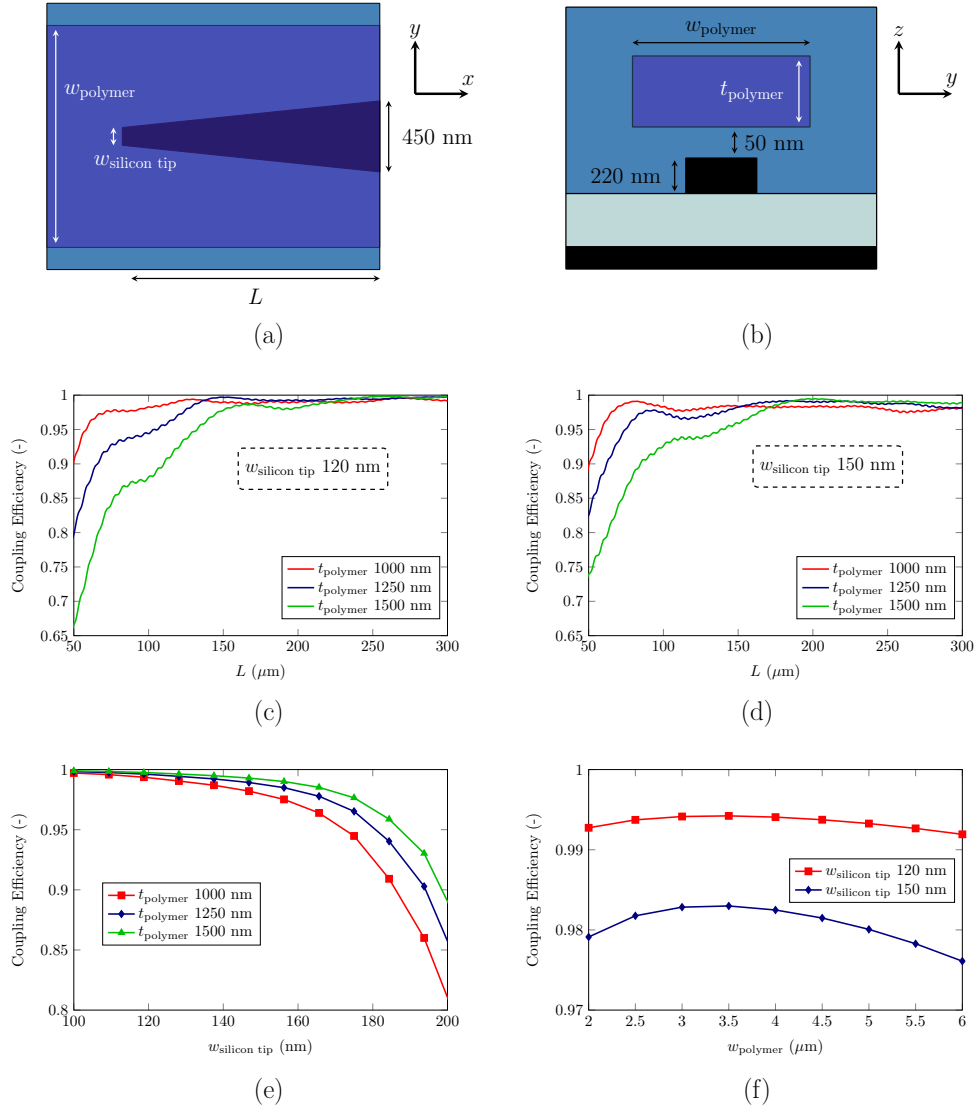 y
x
w_polymer
w_silicon tip
450 nm
L
(a)
z
y
w_polymer
t_polymer
50 nm
220 nm
(b)
1
0.95
0.9
0.85
0.8
0.75
0.7
0.65
50 100 150 200 250 300
Coupling Efficiency (-)
L (μm)
w_silicon tip 120 nm
t_polymer 1000 nm
t_polymer 1250 nm
t_polymer 1500 nm
(c)
1
0.95
0.9
0.85
0.8
0.75
0.7
0.65
50 100 150 200 250 300
Coupling Efficiency (-)
L (μm)
w_silicon tip 150 nm
t_polymer 1000 nm
t_polymer 1250 nm
t_polymer 1500 nm
(d)
1
0.95
0.9
0.85
0.8
100 120 140 160 180 200
Coupling Efficiency (-)
w_silicon tip (nm)
t_polymer 1000 nm
t_polymer 1250 nm
t_polymer 1500 nm
(e)
1
0.99
0.98
0.97
2 2.5 3 3.5 4 4.5 5 5.5 6
Coupling Efficiency (-)
w_polymer (μm)
w_silicon tip 120 nm
w_silicon tip 150 nm
(f)